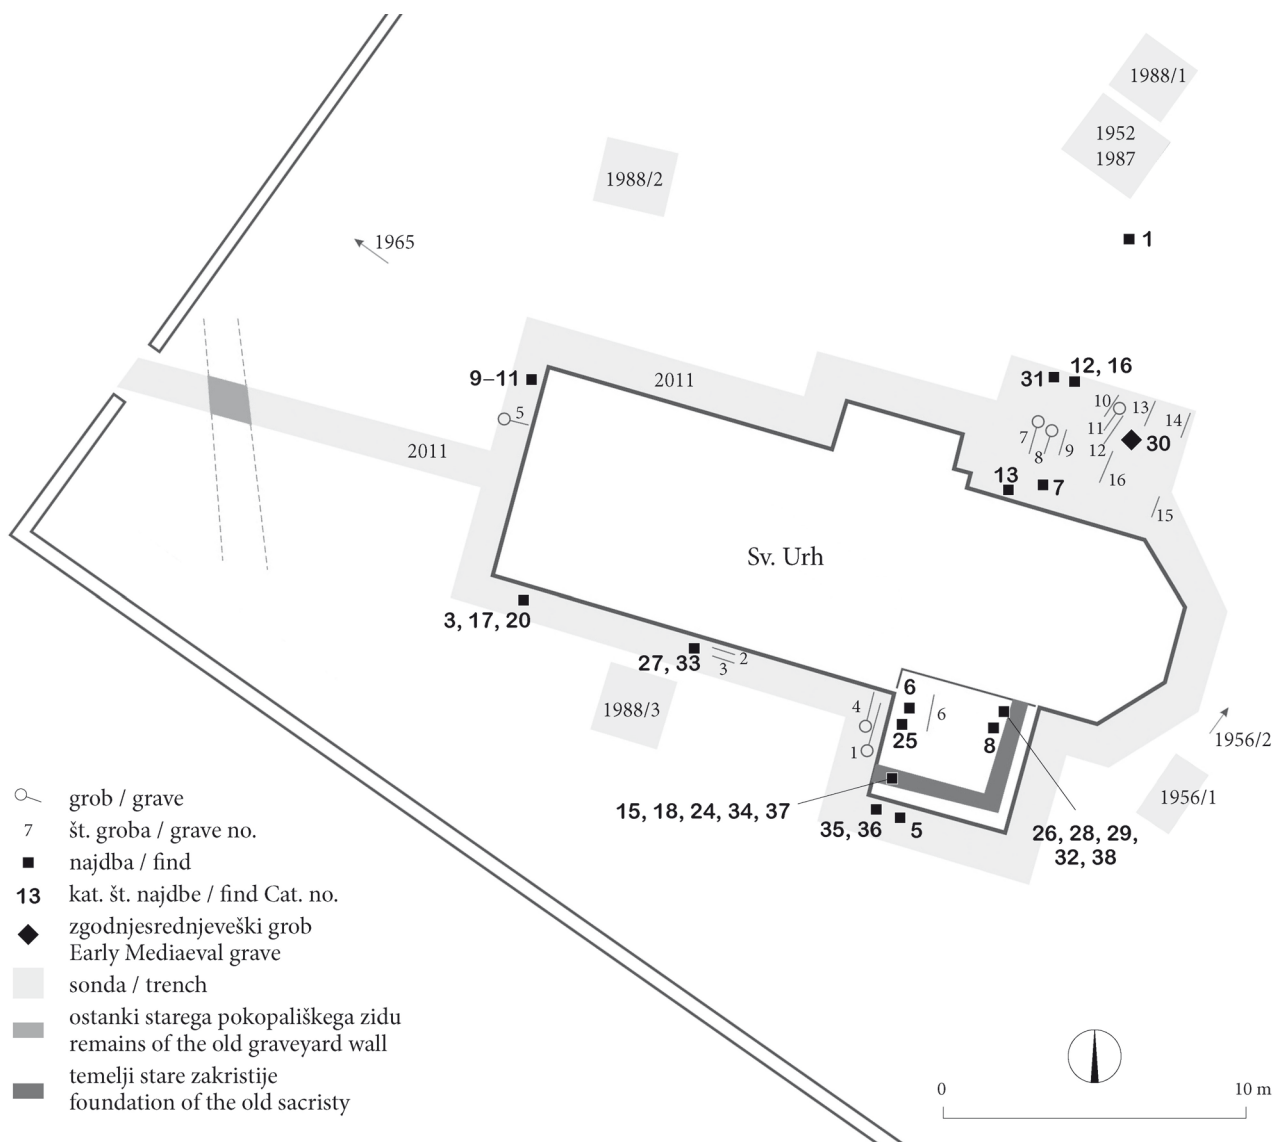 1988/1
1952
1987
1988/2
1
1965
9–11
5
2011
2011
31
12, 16
10
13
14
7
8
9
11
12
30
16
13
7
15
Sv. Urh
3, 17, 20
27, 33
2
3
1988/3
4
1
6
25
6
8
1956/2
1956/1
15, 18, 24, 34, 37
35, 36
5
26, 28, 29,
32, 38
grob / grave
7 št. groba / grave no.
najdba / find
13 kat. št. najdbe / find Cat. no.
zgodnjesrednjeveški grob
Early Mediaeval grave
sonda / trench
ostanki starega pokopališkega zidu
remains of the old graveyard wall
temelji stare zakristije
foundation of the old sacristy
0 10 m